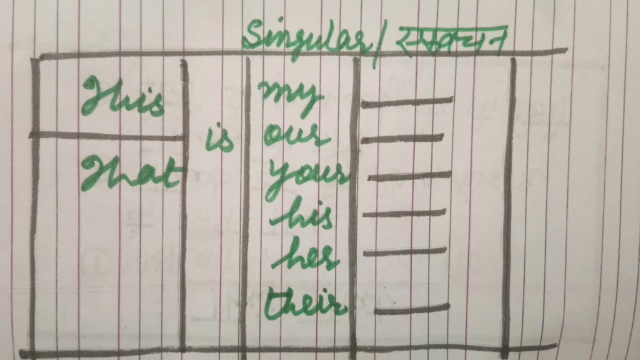 Singular/ एकवचन
This my
is our
That your
his
her
their